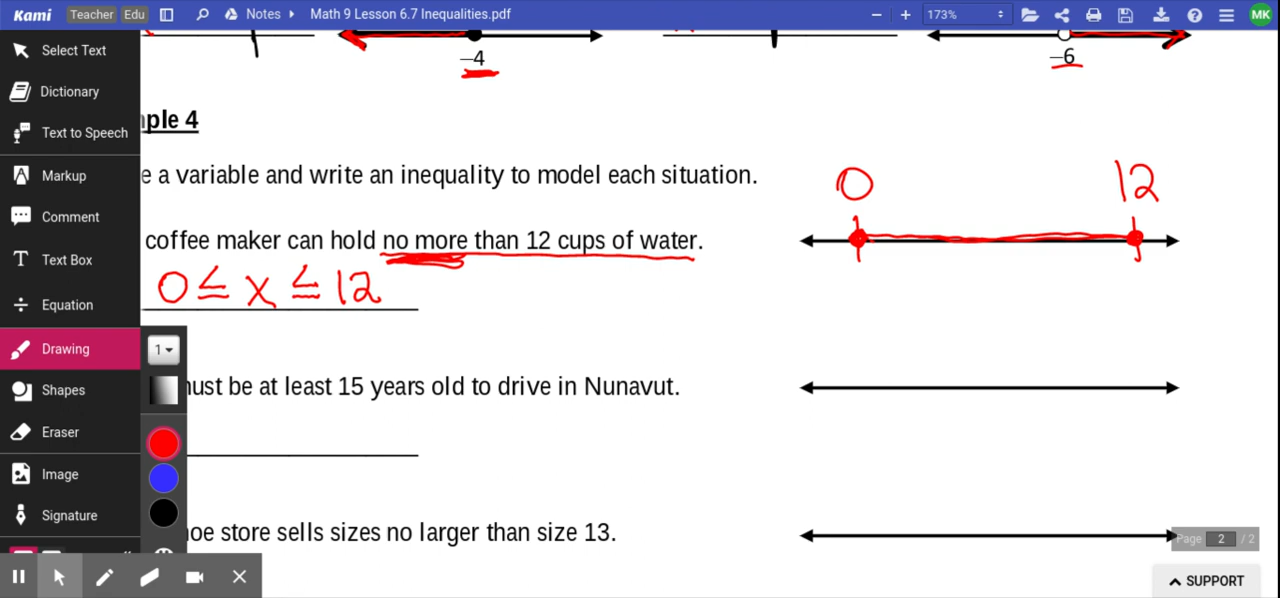 Kami Teacher Edu Notes Math 9 Lesson 6.7 Inequalities.pdf − + 173% MK
Select Text
Dictionary
Text to Speech
Markup
Comment
Text Box
Equation
Drawing
Shapes
Eraser
Image
Signature
1
−4
−6
ple 4
e a variable and write an inequality to model each situation.
0 12
coffee maker can hold no more than 12 cups of water.
0 ≤ x ≤ 12
ust be at least 15 years old to drive in Nunavut.
oe store sells sizes no larger than size 13.
Page 2 / 2
SUPPORT